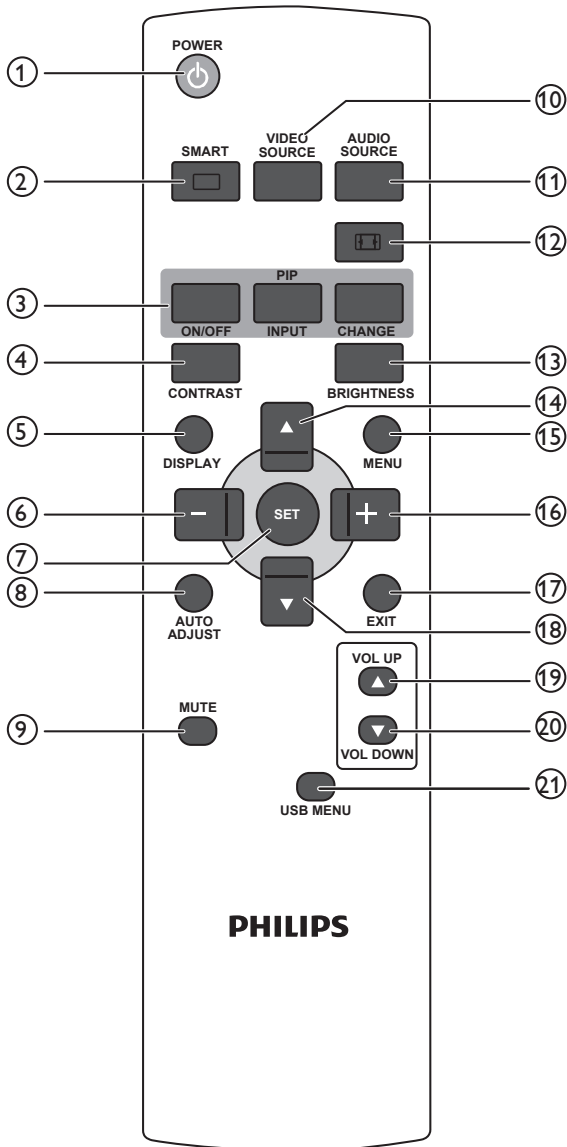 POWER
1
10
SMART
VIDEO
SOURCE
AUDIO
SOURCE
2
11
12
PIP
3
ON/OFF
INPUT
CHANGE
4
13
CONTRAST
BRIGHTNESS
14
5
15
DISPLAY
MENU
6
−
SET
+
16
7
8
17
AUTO
ADJUST
EXIT
18
VOL UP
19
MUTE
9
20
VOL DOWN
21
USB MENU
PHILIPS